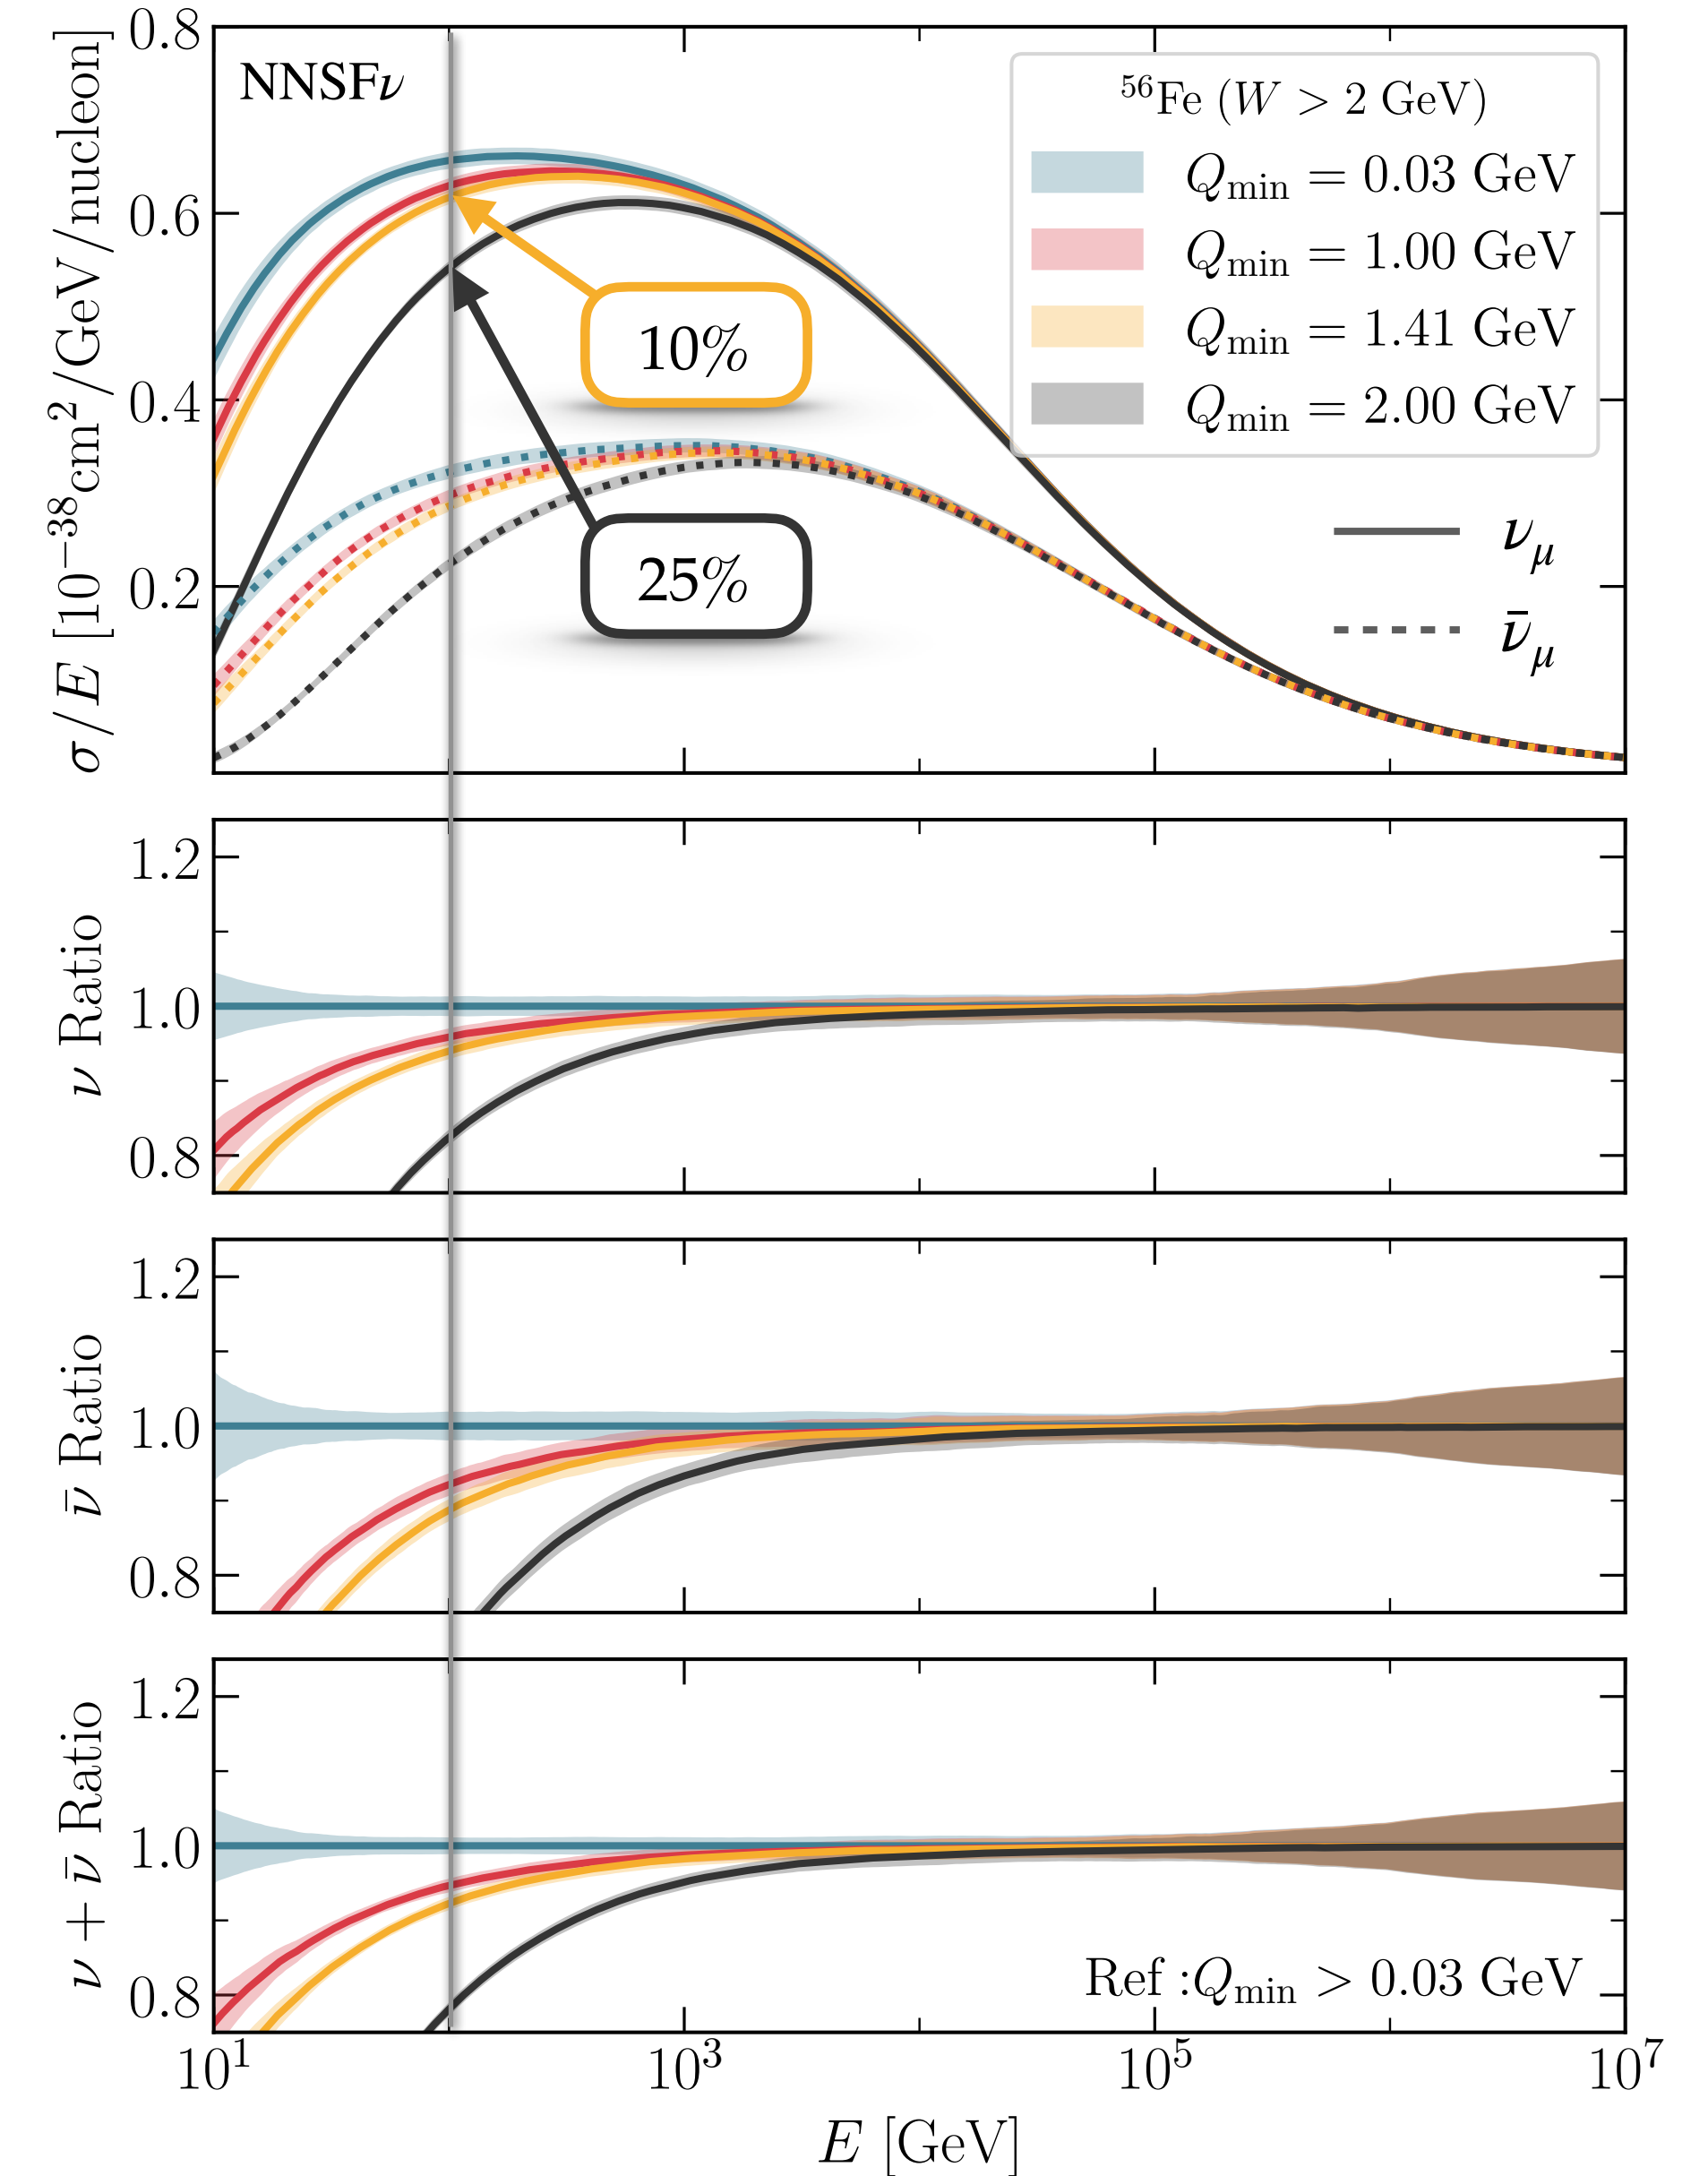 NNSFν
⁵⁶Fe (W > 2 GeV)
Q_min = 0.03 GeV
Q_min = 1.00 GeV
Q_min = 1.41 GeV
Q_min = 2.00 GeV
10%
25%
ν_μ
ν̄_μ
σ/E [10⁻³⁸cm²/GeV/nucleon]
0.8
0.6
0.4
0.2
ν Ratio
1.2
1.0
0.8
ν̄ Ratio
1.2
1.0
0.8
ν + ν̄ Ratio
1.2
1.0
0.8
Ref :Q_min > 0.03 GeV
10¹ 10³ 10⁵ 10⁷
E [GeV]